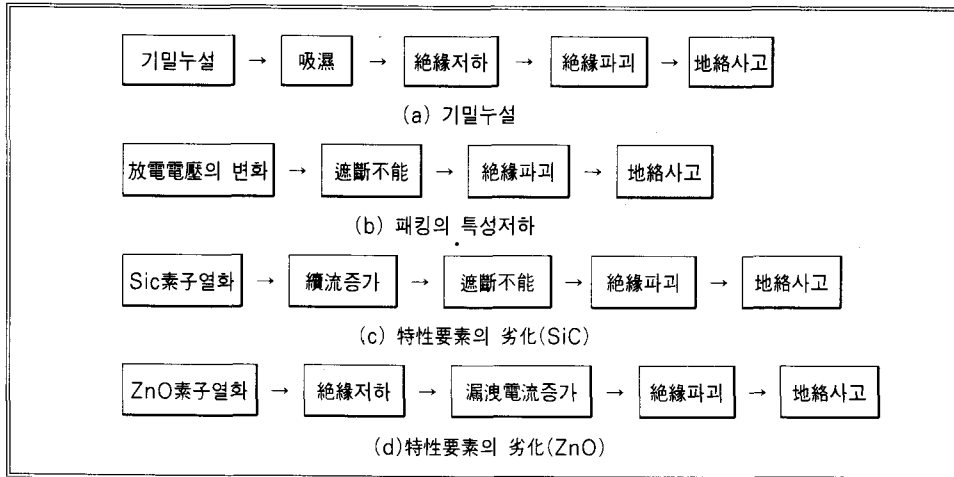 기밀누설 → 吸濕 → 絶緣저하 → 絶緣파괴 → 地絡사고
(a) 기밀누설
放電電壓의 변화 → 遮斷不能 → 絶緣파괴 → 地絡사고
(b) 패킹의 특성저하
Sic素子열화 → 續流증가 → 遮斷不能 → 絶緣파괴 → 地絡사고
(c) 特性要素의 劣化(SiC)
ZnO素子열화 → 絶緣저하 → 漏洩電流증가 → 絶緣파괴 → 地絡사고
(d)特性要素의 劣化(ZnO)